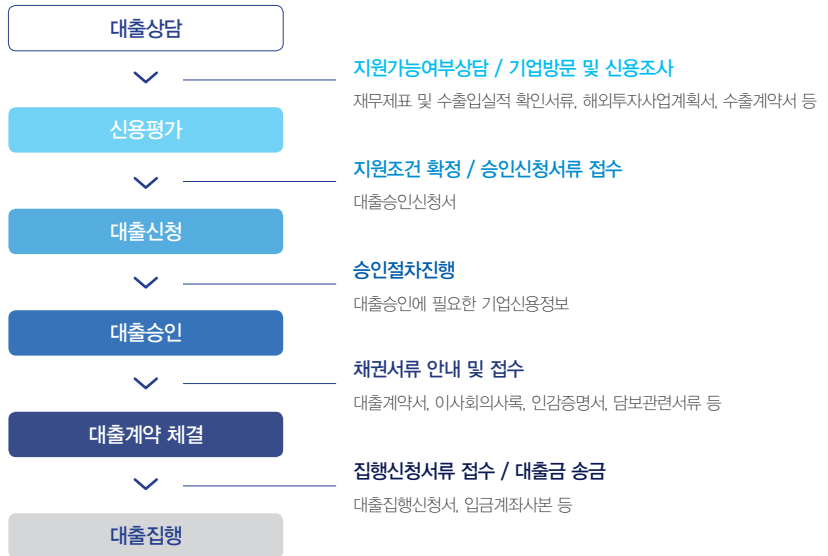 대출상담
지원가능여부상담 / 기업방문 및 신용조사
재무제표 및 수출입실적 확인서류, 해외투자사업계획서, 수출계약서 등
신용평가
지원조건 확정 / 승인신청서류 접수
대출승인신청서
대출신청
승인절차진행
대출승인에 필요한 기업신용정보
대출승인
채권서류 안내 및 접수
대출계약서, 이사회의사록, 인감증명서, 담보관련서류 등
대출계약 체결
집행신청서류 접수 / 대출금 송금
대출집행신청서, 입금계좌사본 등
대출집행